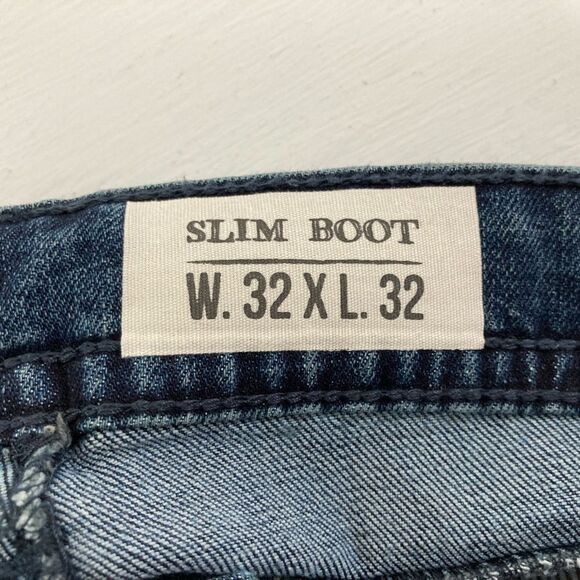 SLIM BOOT
W. 32 X L. 32